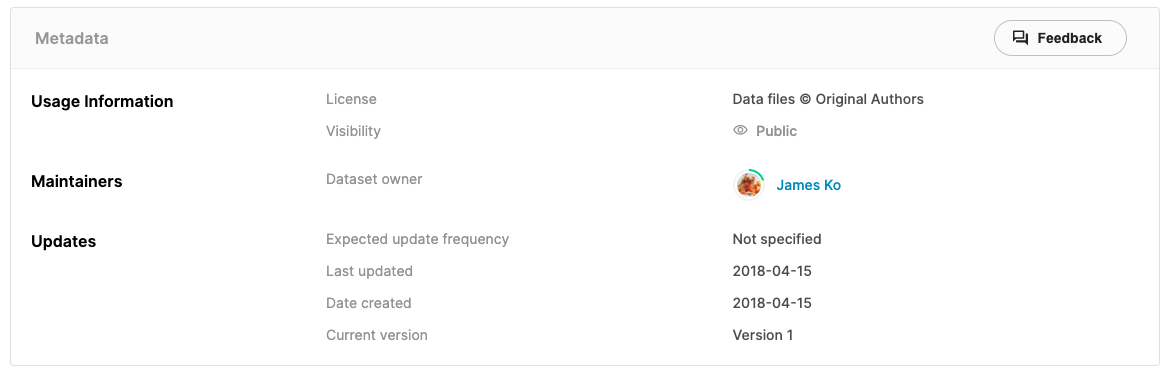 Metadata
Feedback
Usage Information
License
Data files © Original Authors
Visibility
Public
Maintainers
Dataset owner
James Ko
Updates
Expected update frequency
Not specified
Last updated
2018-04-15
Date created
2018-04-15
Current version
Version 1